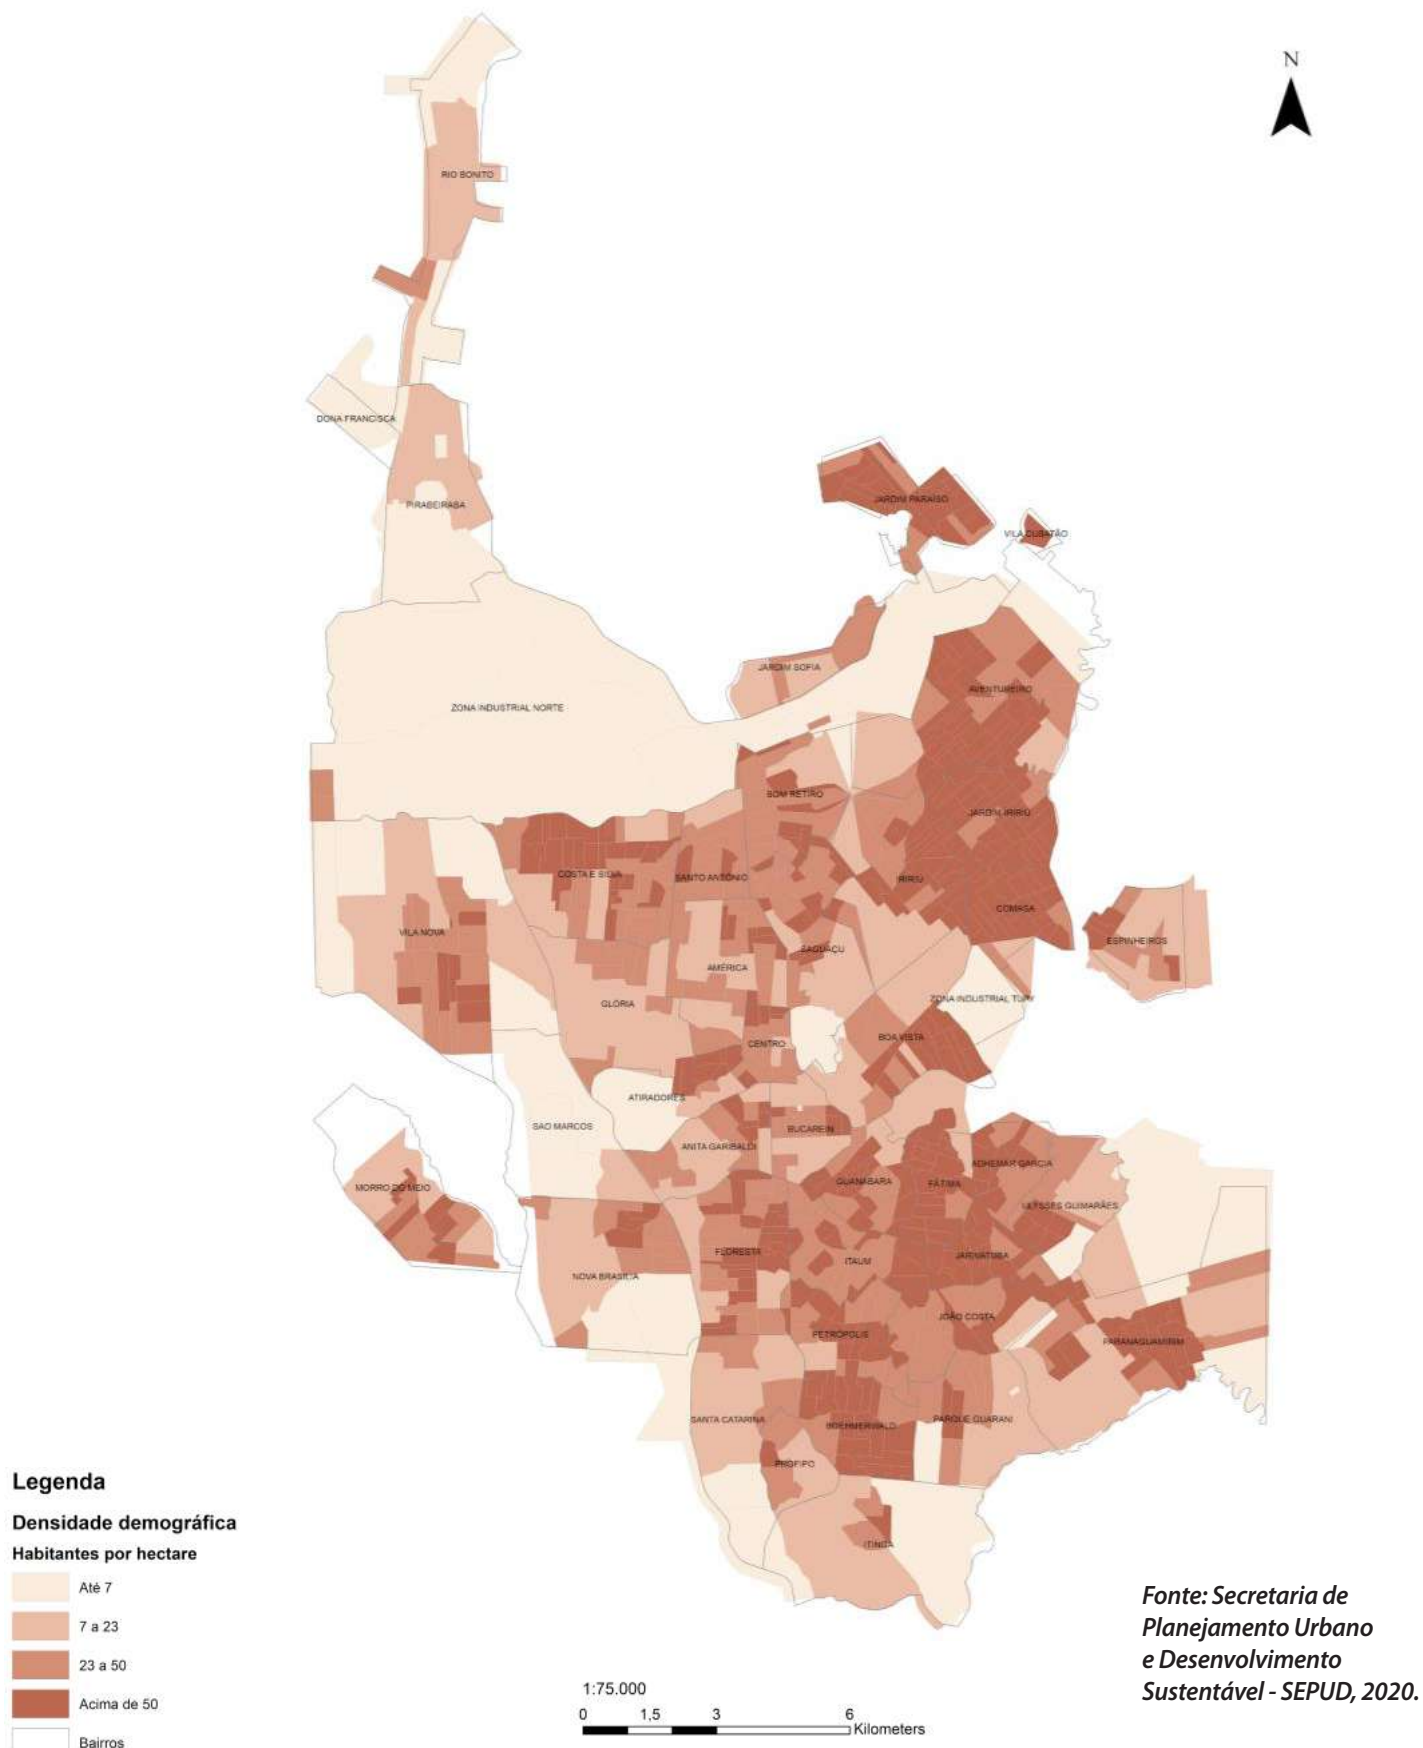 N
RIO BONITO
DONA FRANCISCA
PIRABEIRABA
JARDIM PARAÍSO
VILA CUBATÃO
JARDIM SOFIA
AVENTUREIRO
ZONA INDUSTRIAL NORTE
BOM RETIRO
JARDIM IRIRIÚ
COSTA E SILVA
SANTO ANTÔNIO
IRIRIÚ
COMASA
VILA NOVA
SAGUAÇU
ESPINHEIROS
AMÉRICA
GLÓRIA
ZONA INDUSTRIAL TUPY
CENTRO
BOA VISTA
ATIRADORES
SAO MARCOS
BUCAREIN
ANITA GARIBALDI
ADHEMAR GARCIA
MORRO DO MEIO
GUANABARA
FÁTIMA
ULYSSES GUIMARÃES
FLORESTA
ITAUM
JARIVATUBA
NOVA BRASÍLIA
JOÃO COSTA
PETRÓPOLIS
PARANAGUAMIRIM
SANTA CATARINA
BOEHMERWALD
PARQUE GUARANI
PROFIPO
ITINGA
Legenda
Densidade demográfica
Habitantes por hectare
Até 7
7 a 23
23 a 50
Acima de 50
Bairros
1:75.000
0 1,5 3 6
Kilometers
Fonte: Secretaria de
Planejamento Urbano
e Desenvolvimento
Sustentável - SEPUD, 2020.